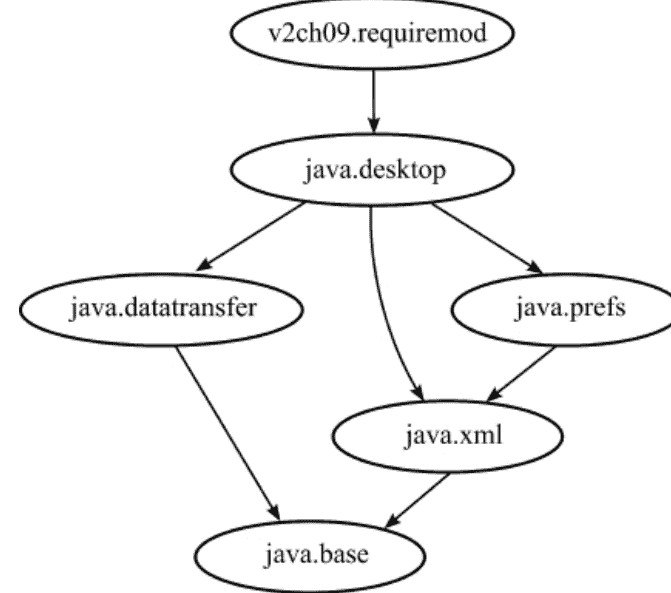 v2ch09.requiremod
java.desktop
java.datatransfer
java.prefs
java.xml
java.base